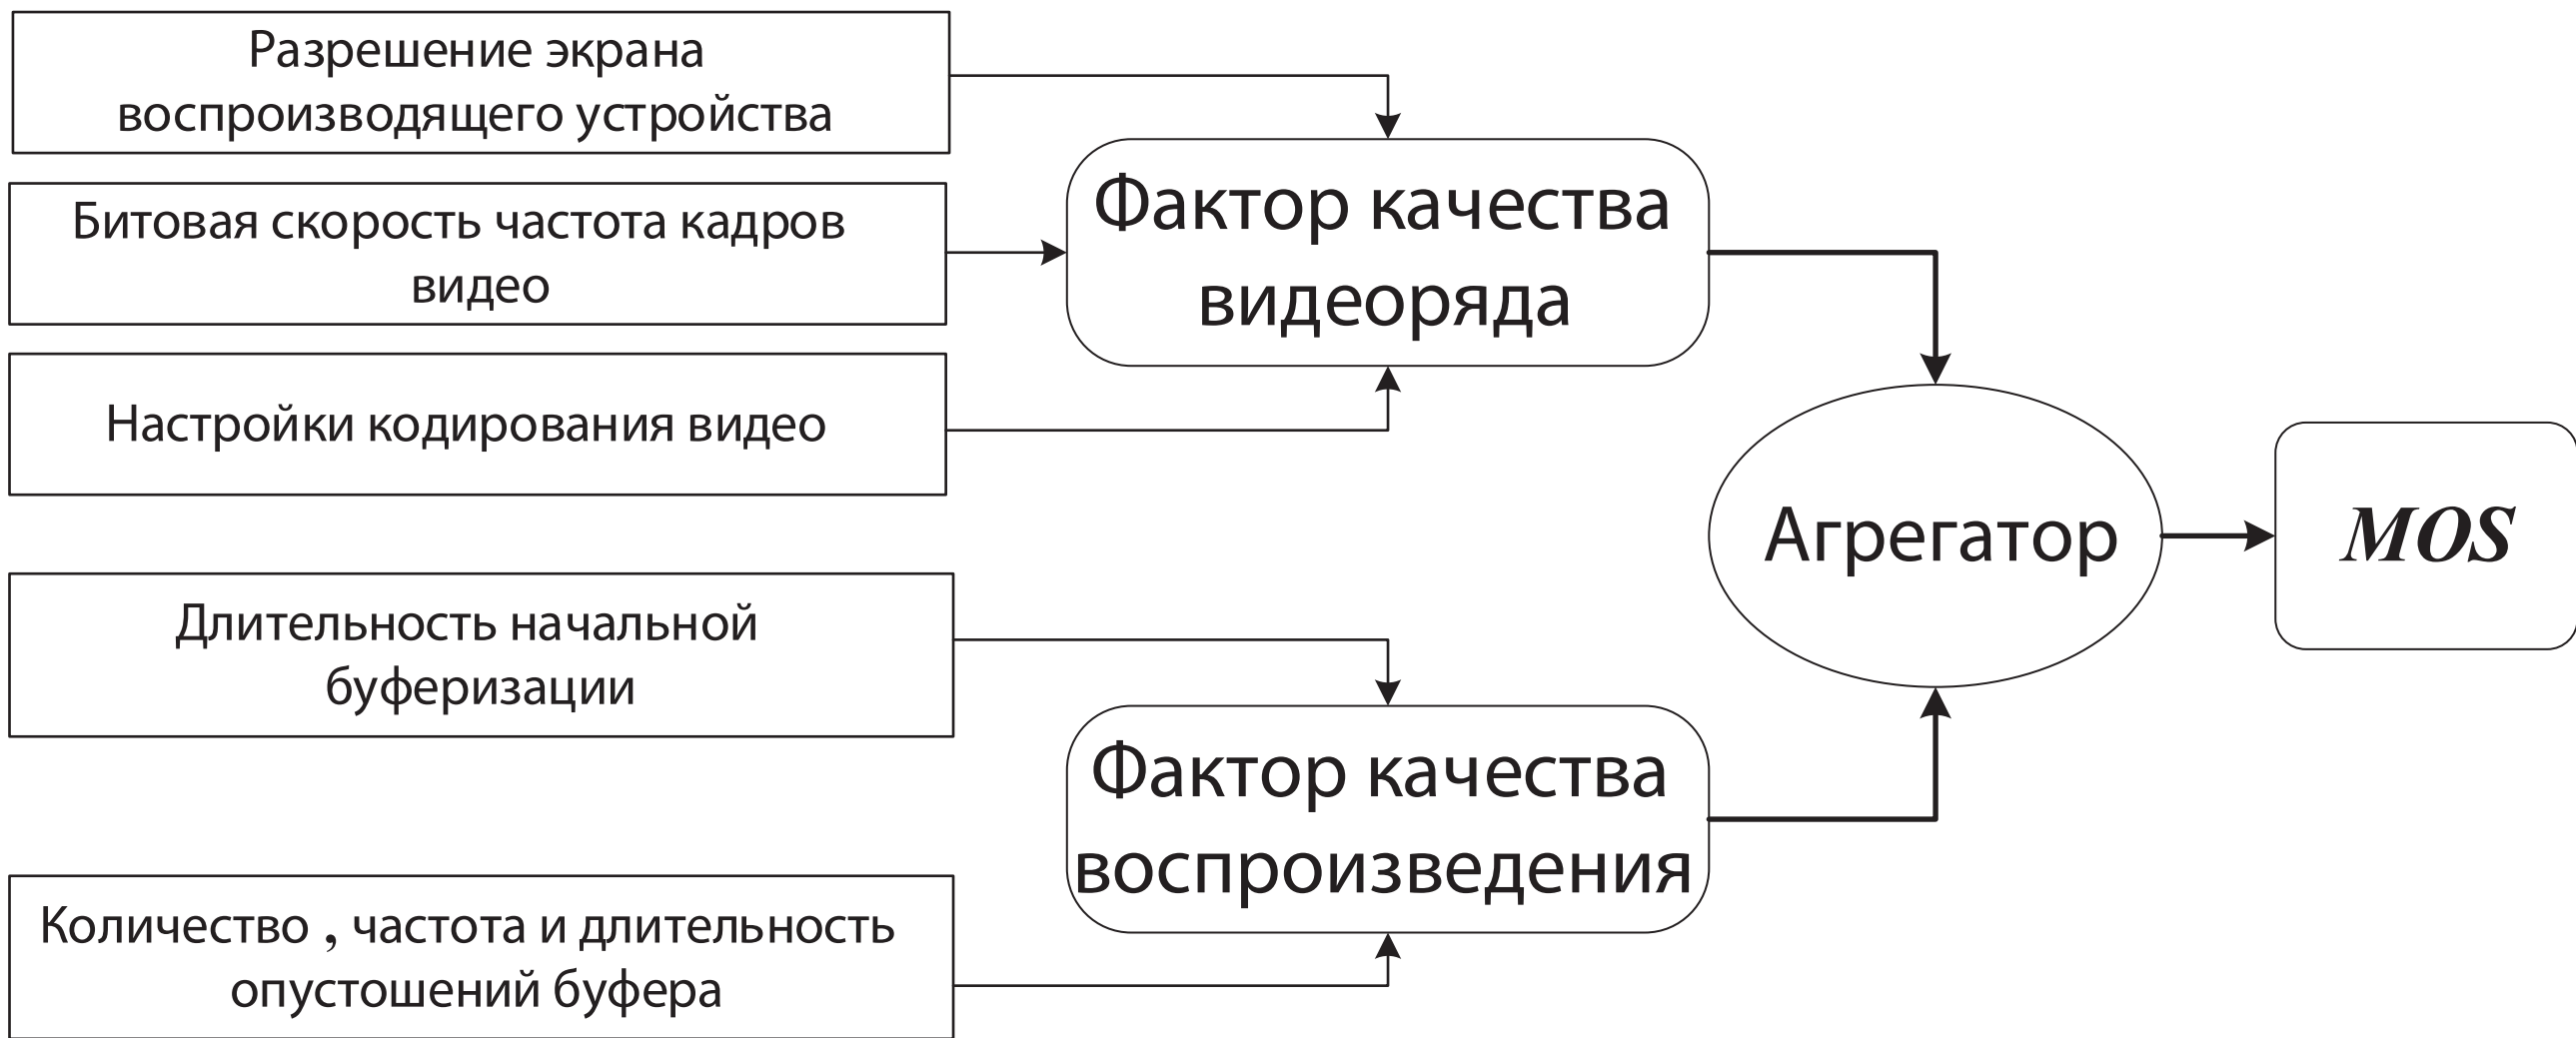 Разрешение экрана
воспроизводящего устройства
Битовая скорость частота кадров
видео
Настройки кодирования видео
Длительность начальной
буферизации
Количество , частота и длительность
опустошений буфера
Фактор качества
видеоряда
Фактор качества
воспроизведения
Агрегатор
MOS